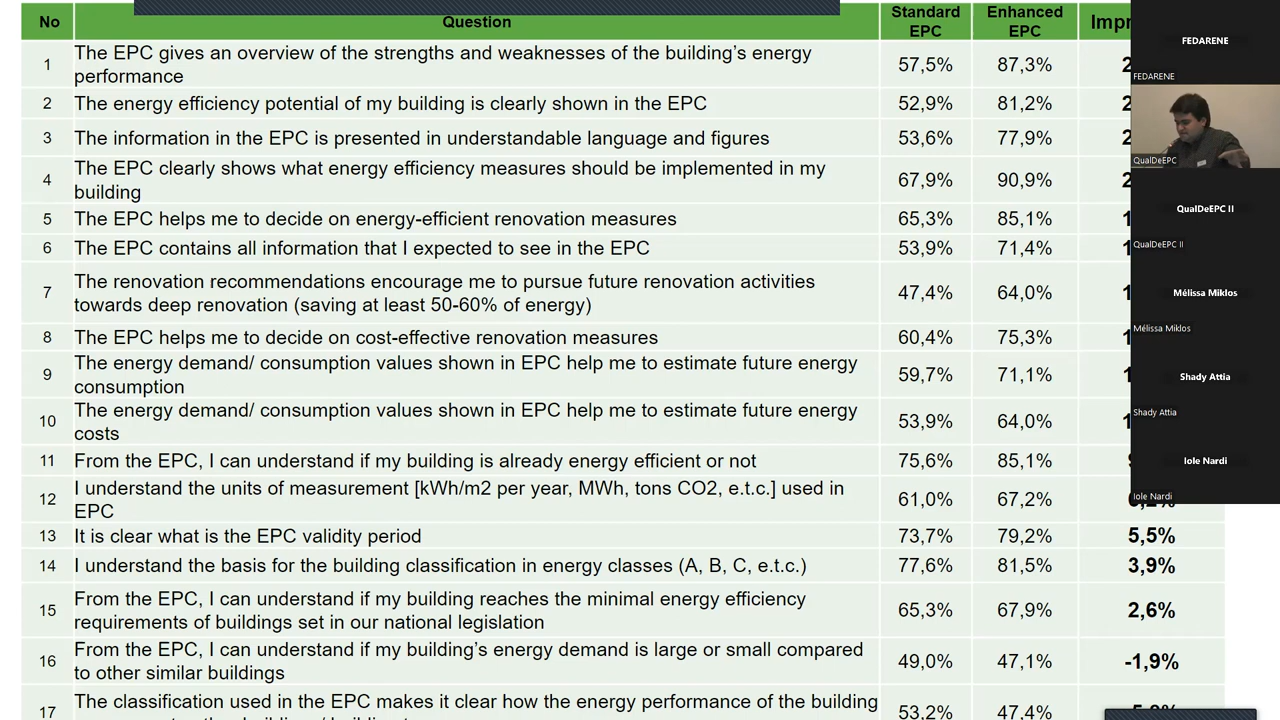 No Question Standard EPC Enhanced EPC
1 The EPC gives an overview of the strengths and weaknesses of the building’s energy performance 57,5% 87,3%
2 The energy efficiency potential of my building is clearly shown in the EPC 52,9% 81,2%
3 The information in the EPC is presented in understandable language and figures 53,6% 77,9%
4 The EPC clearly shows what energy efficiency measures should be implemented in my building 67,9% 90,9%
5 The EPC helps me to decide on energy-efficient renovation measures 65,3% 85,1%
6 The EPC contains all information that I expected to see in the EPC 53,9% 71,4%
7 The renovation recommendations encourage me to pursue future renovation activities towards deep renovation (saving at least 50-60% of energy) 47,4% 64,0%
8 The EPC helps me to decide on cost-effective renovation measures 60,4% 75,3%
9 The energy demand/ consumption values shown in EPC help me to estimate future energy consumption 59,7% 71,1%
10 The energy demand/ consumption values shown in EPC help me to estimate future energy costs 53,9% 64,0%
11 From the EPC, I can understand if my building is already energy efficient or not 75,6% 85,1%
12 I understand the units of measurement [kWh/m2 per year, MWh, tons CO2, e.t.c.] used in EPC 61,0% 67,2%
13 It is clear what is the EPC validity period 73,7% 79,2% 5,5%
14 I understand the basis for the building classification in energy classes (A, B, C, e.t.c.) 77,6% 81,5% 3,9%
15 From the EPC, I can understand if my building reaches the minimal energy efficiency requirements of buildings set in our national legislation 65,3% 67,9% 2,6%
16 From the EPC, I can understand if my building’s energy demand is large or small compared to other similar buildings 49,0% 47,1% -1,9%
17 The classification used in the EPC makes it clear how the energy performance of the building 53,2% 47,4%
FEDARENE
FEDARENE
QualDeEPC
QualDeEPC II
QualDeEPC II
Mélissa Miklos
Mélissa Miklos
Shady Attia
Shady Attia
Iole Nardi
Iole Nardi